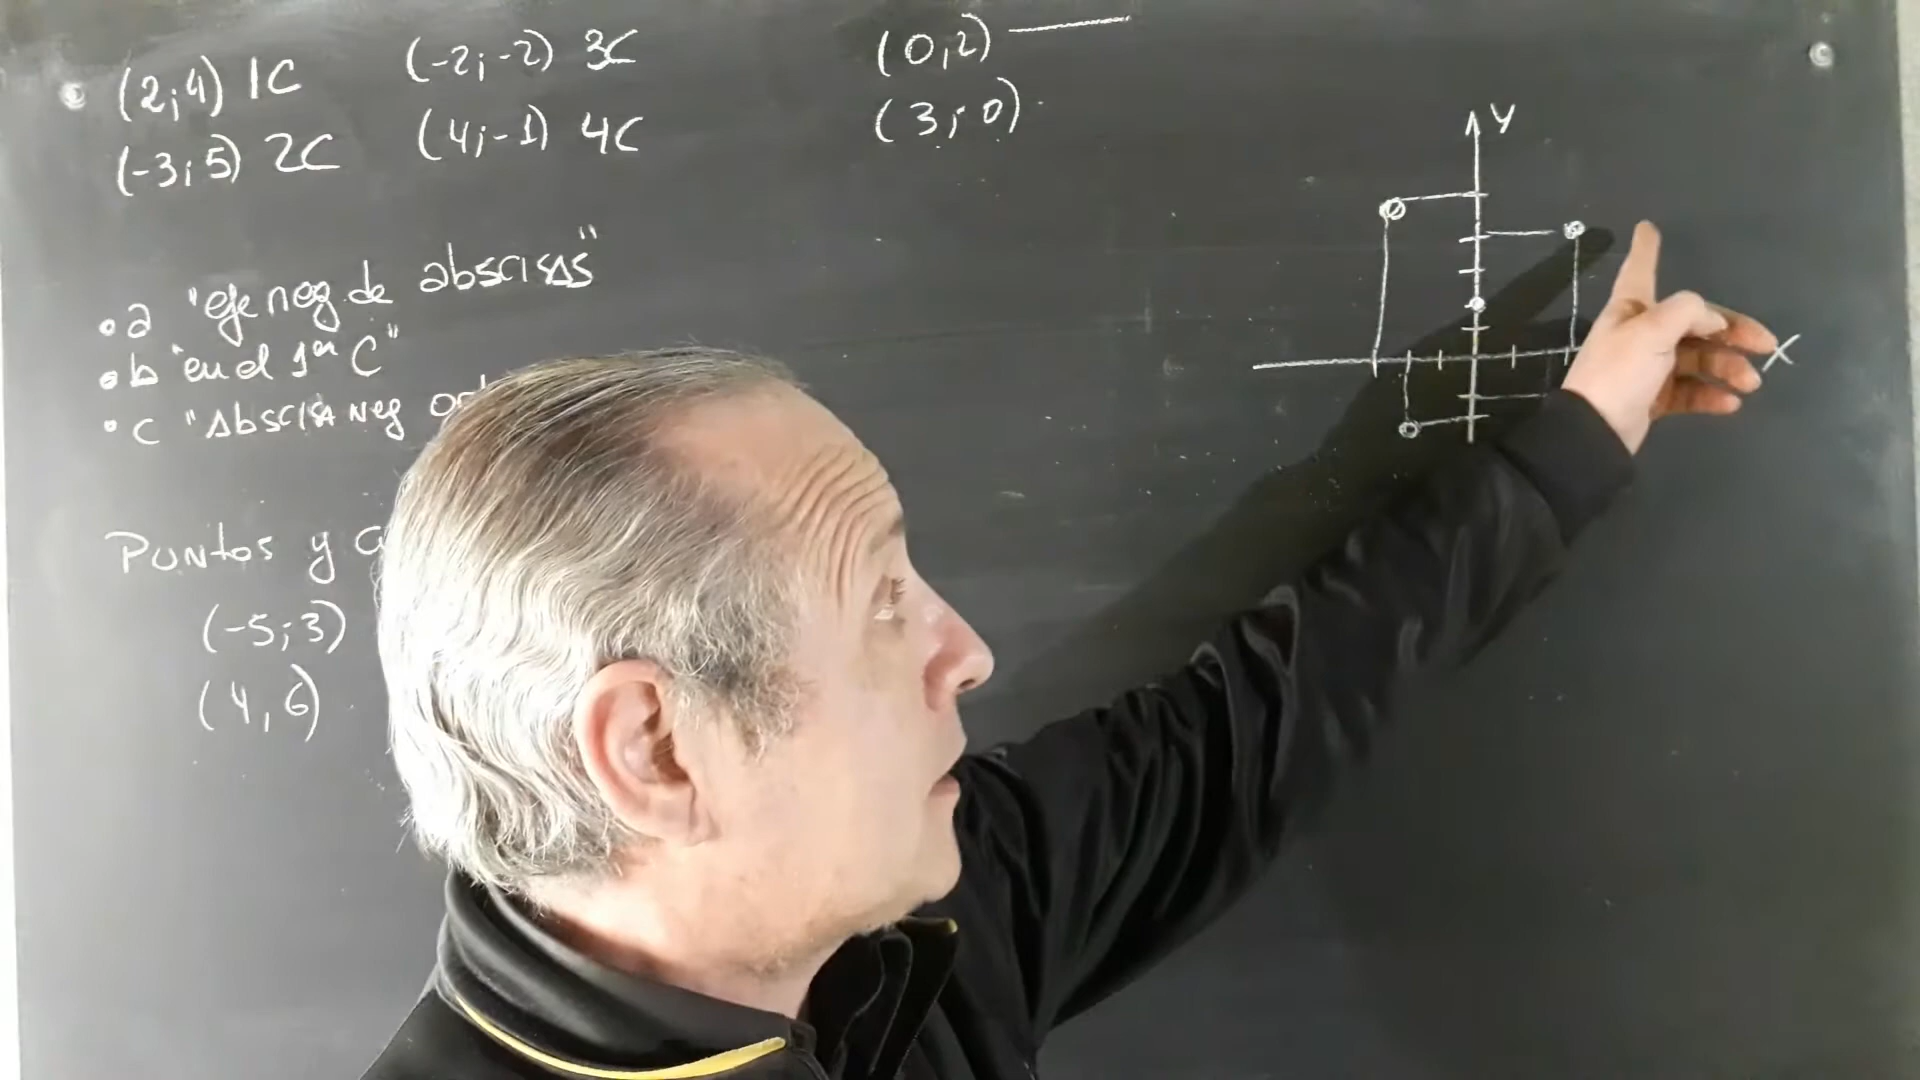 (2;4) 1C
(-3;5) 2C
(-2;-2) 3C
(4;-1) 4C
(0,2)
(3;0)
• a "eje neg de abscisas"
• b "en el 1er C"
• c "Abscisa neg
Puntos y
(-5;3)
(4,6)
Y
X